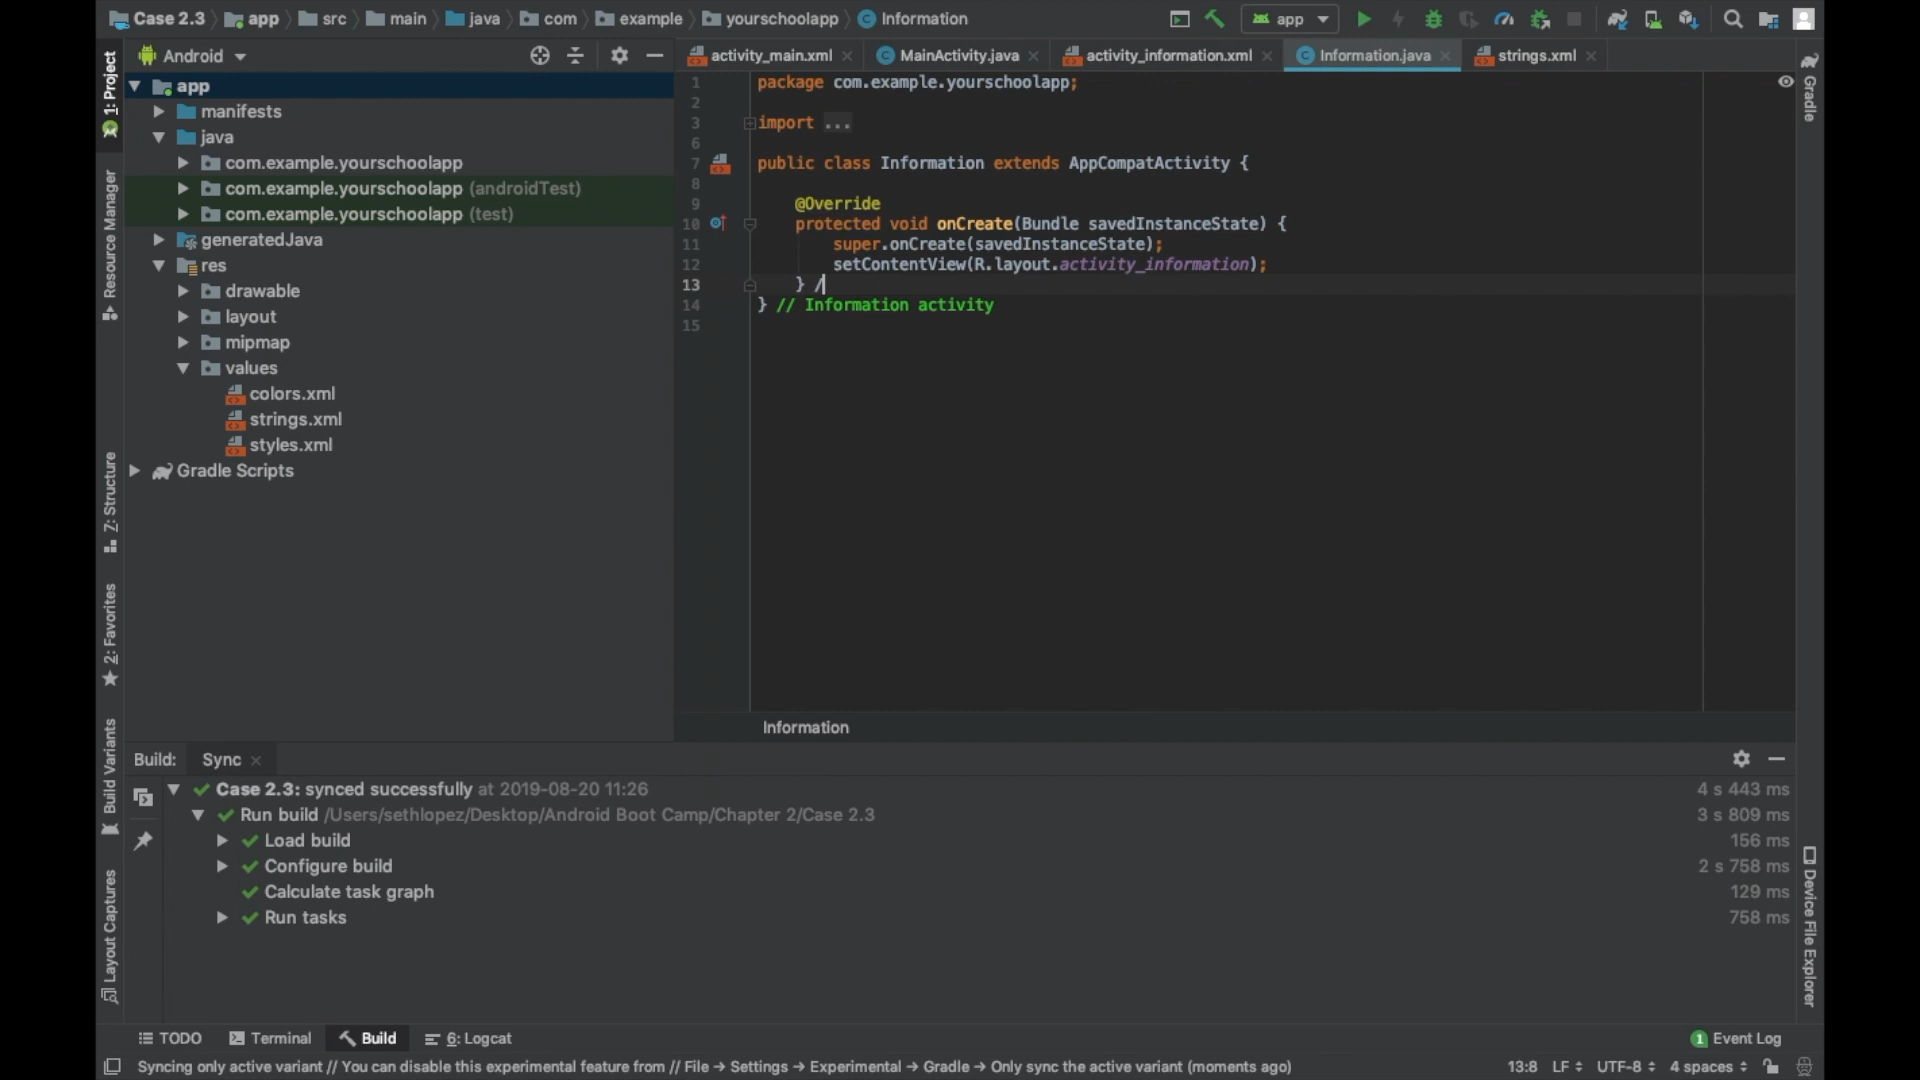 Case 2.3 app src main java com example yourschoolapp Information app
Android
activity_main.xml MainActivity.java activity_information.xml Information.java strings.xml
1: Project
Resource Manager
7: Structure
2: Favorites
Build Variants
Layout Captures
app
manifests
java
com.example.yourschoolapp
com.example.yourschoolapp (androidTest)
com.example.yourschoolapp (test)
generatedJava
res
drawable
layout
mipmap
values
colors.xml
strings.xml
styles.xml
Gradle Scripts
1 package com.example.yourschoolapp;
2
3 import ...
6
7 public class Information extends AppCompatActivity {
8
9 @Override
10 protected void onCreate(Bundle savedInstanceState) {
11 super.onCreate(savedInstanceState);
12 setContentView(R.layout.activity_information);
13 } /
14 } // Information activity
15
Information
Gradle
Device File Explorer
Build: Sync
Case 2.3: synced successfully at 2019-08-20 11:26 4 s 443 ms
Run build /Users/sethlopez/Desktop/Android Boot Camp/Chapter 2/Case 2.3 3 s 809 ms
Load build 156 ms
Configure build 2 s 758 ms
Calculate task graph 129 ms
Run tasks 758 ms
TODO Terminal Build 6: Logcat 1 Event Log
Syncing only active variant // You can disable this experimental feature from // File → Settings → Experimental → Gradle → Only sync the active variant (moments ago) 13:8 LF UTF-8 4 spaces